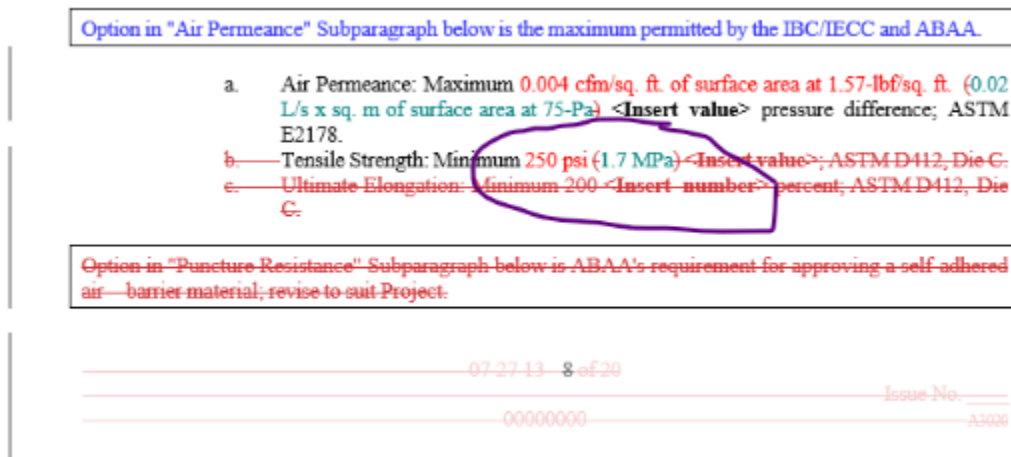 Option in "Air Permeance" Subparagraph below is the maximum permitted by the IBC/IECC and ABAA.
a. Air Permeance: Maximum 0.004 cfm/sq. ft. of surface area at 1.57-lbf/sq. ft. (0.02
L/s x sq. m of surface area at 75-Pa) <Insert value> pressure difference; ASTM
E2178.
b. Tensile Strength: Minimum 250 psi (1.7 MPa) <Insert value>; ASTM D412, Die C.
c. Ultimate Elongation: Minimum 200 <Insert number> percent; ASTM D412, Die
C.
Option in "Puncture Resistance" Subparagraph below is ABAA's requirement for approving a self-adhered
air barrier material; revise to suit Project.
07 27 13 8 of 20
Issue No. ____
00000000 A3020